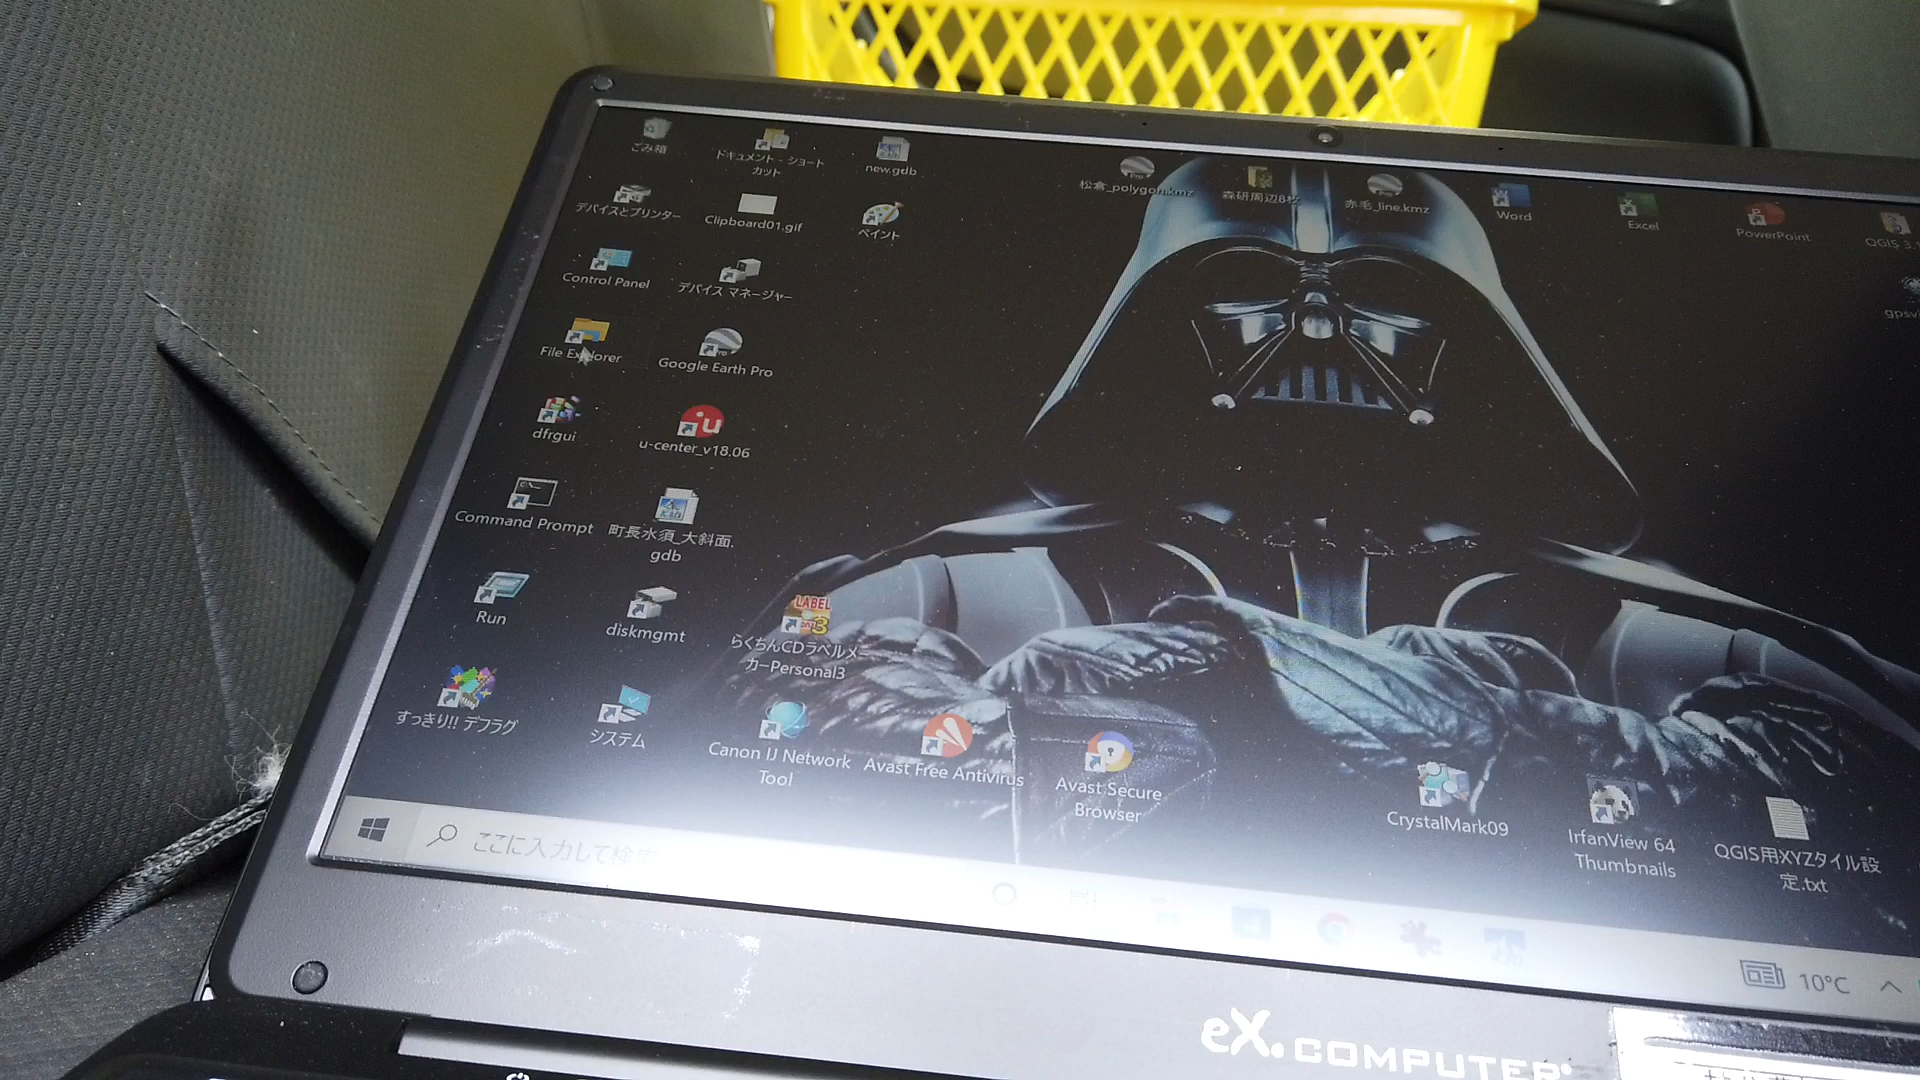 ごみ箱
ドキュメント - ショート
カット
new.gdb
松倉_polygon.kmz
森研周辺8枚
赤毛_line.kmz
Word
Excel
PowerPoint
QGIS 3.
デバイスとプリンター
Clipboard01.gif
ペイント
Control Panel
デバイス マネージャー
gpsvi
File Explorer
Google Earth Pro
dfrgui
u-center_v18.06
Command Prompt
町長水須_大斜面.
gdb
Run
diskmgmt
LABEL
3
らくちんCDラベルメー
カーPersonal3
すっきり!! デフラグ
システム
Canon IJ Network
Tool
Avast Free Antivirus
Avast Secure
Browser
CrystalMark09
IrfanView 64
Thumbnails
QGIS用XYZタイル設
定.txt
ここに入力して検索
10°C
eX.COMPUTER